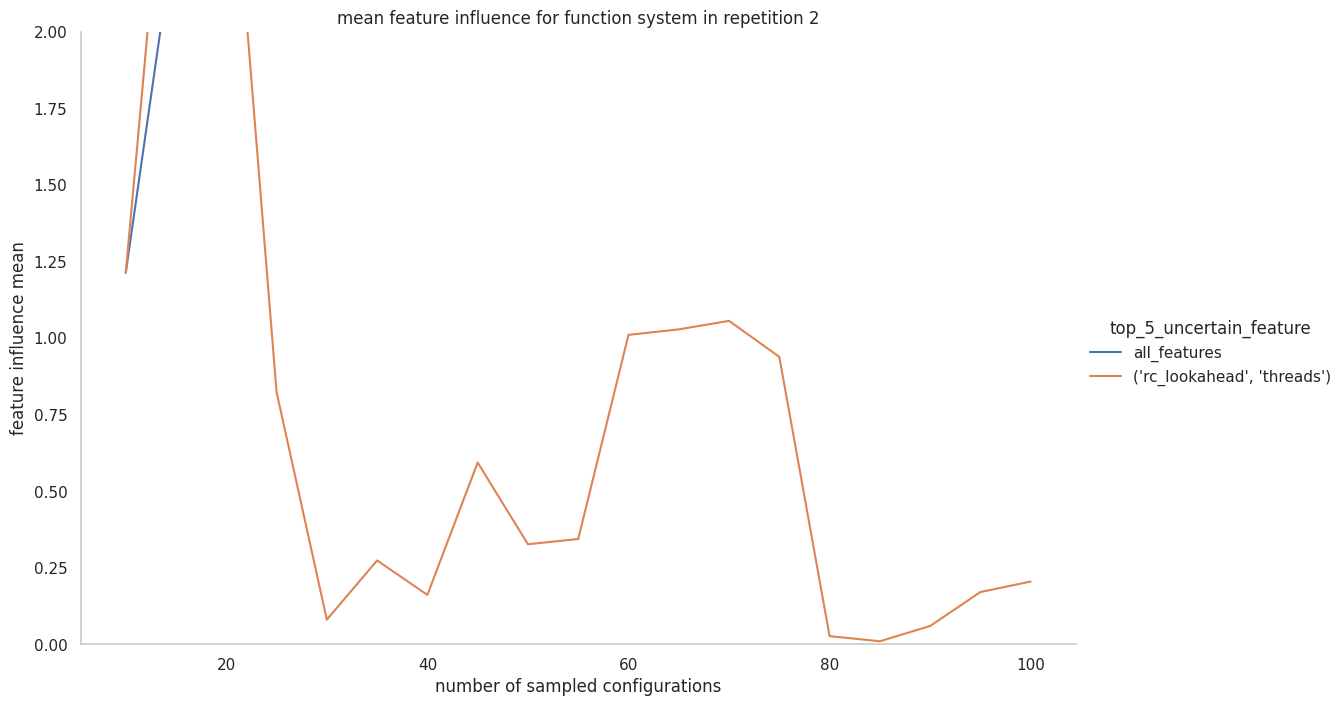 mean feature influence for function system in repetition 2
2.00
1.75
1.50
1.25
1.00
0.75
0.50
0.25
0.00
feature influence mean
20
40
60
80
100
number of sampled configurations
top_5_uncertain_feature
all_features
('rc_lookahead', 'threads')